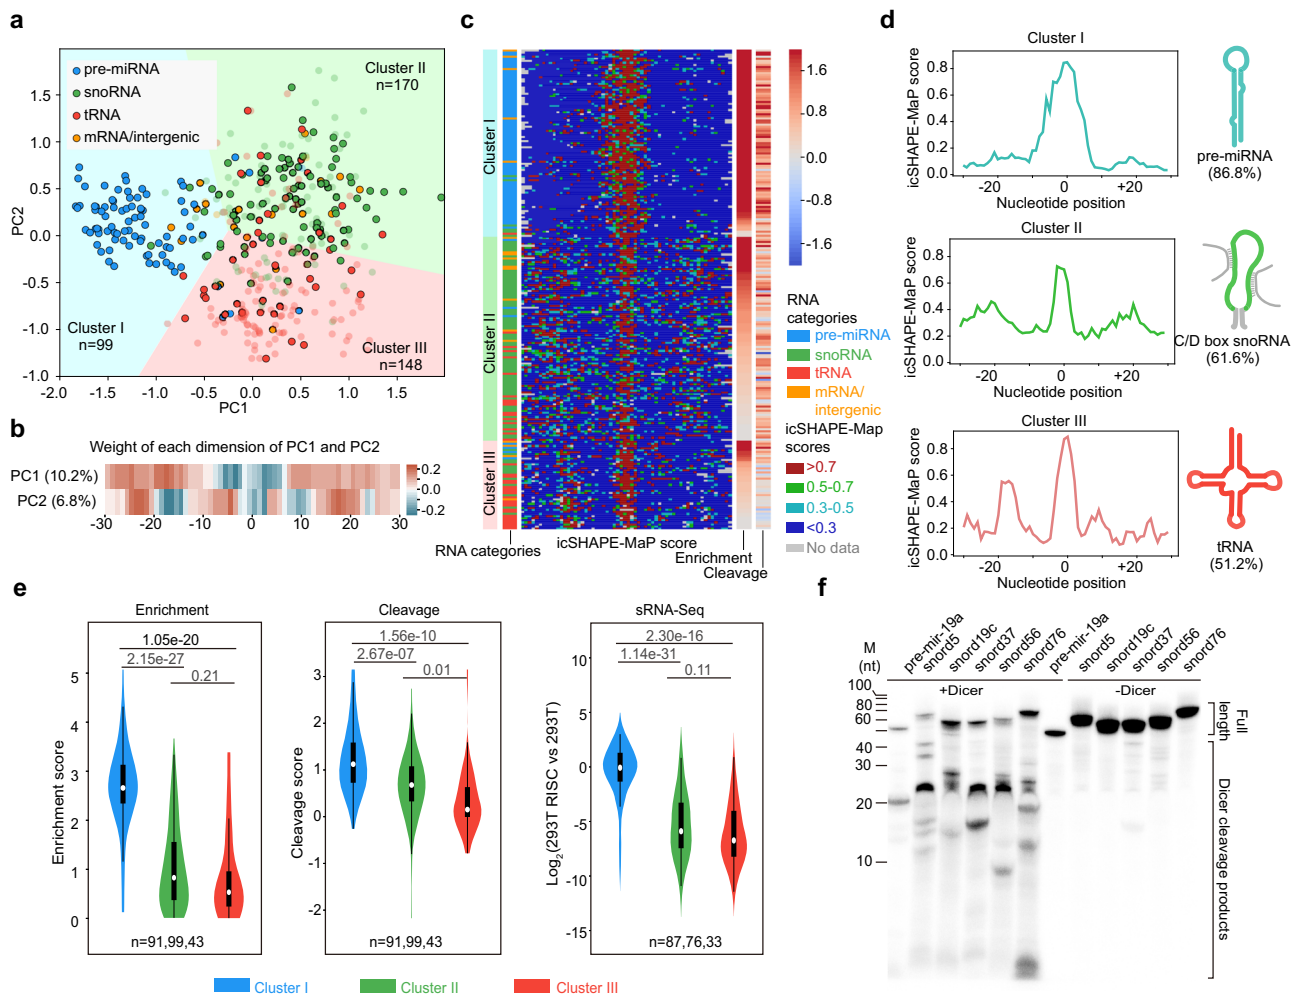 a
pre-miRNA
snoRNA
tRNA
mRNA/intergenic
Cluster II
n=170
Cluster I
n=99
Cluster III
n=148
PC2
1.5
1.0
0.5
0.0
-0.5
-1.0
-1.0
-2.0 -1.5 -1.0 -0.5 0.0 0.5 1.0 1.5
PC1
b
Weight of each dimension of PC1 and PC2
PC1 (10.2%)
PC2 (6.8%)
-30 -20 -10 0 10 20 30
0.2
0.0
-0.2
c
Cluster I
Cluster II
Cluster III
RNA categories
icSHAPE-MaP score
Enrichment
Cleavage
1.6
0.8
0.0
-0.8
-1.6
RNA
categories
pre-miRNA
snoRNA
tRNA
mRNA/
intergenic
icSHAPE-Map
scores
>0.7
0.5-0.7
0.3-0.5
<0.3
No data
d
Cluster I
icSHAPE-MaP score
0.8
0.6
0.4
0.2
0.0
-20 0 +20
Nucleotide position
pre-miRNA
(86.8%)
Cluster II
icSHAPE-MaP score
0.8
0.6
0.4
0.2
0.0
-20 0 +20
Nucleotide position
C/D box snoRNA
(61.6%)
Cluster III
icSHAPE-MaP score
0.8
0.6
0.4
0.2
0.0
-20 0 +20
Nucleotide position
tRNA
(51.2%)
e
Enrichment
1.05e-20
2.15e-27
0.21
Enrichment score
5
4
3
2
1
0
n=91,99,43
Cleavage
1.56e-10
2.67e-07
0.01
Cleavage score
3
2
1
0
-1
-2
n=91,99,43
sRNA-Seq
2.30e-16
1.14e-31
0.11
Log2(293T RISC vs 293T)
5
0
-5
-10
-15
n=87,76,33
Cluster I
Cluster II
Cluster III
f
M
(nt)
pre-mir-19a
snord5
snord19c
snord37
snord56
snord76
pre-mir-19a
snord5
snord19c
snord37
snord56
snord76
+Dicer
-Dicer
100
80
60
40
30
20
10
Full
length
Dicer cleavage products